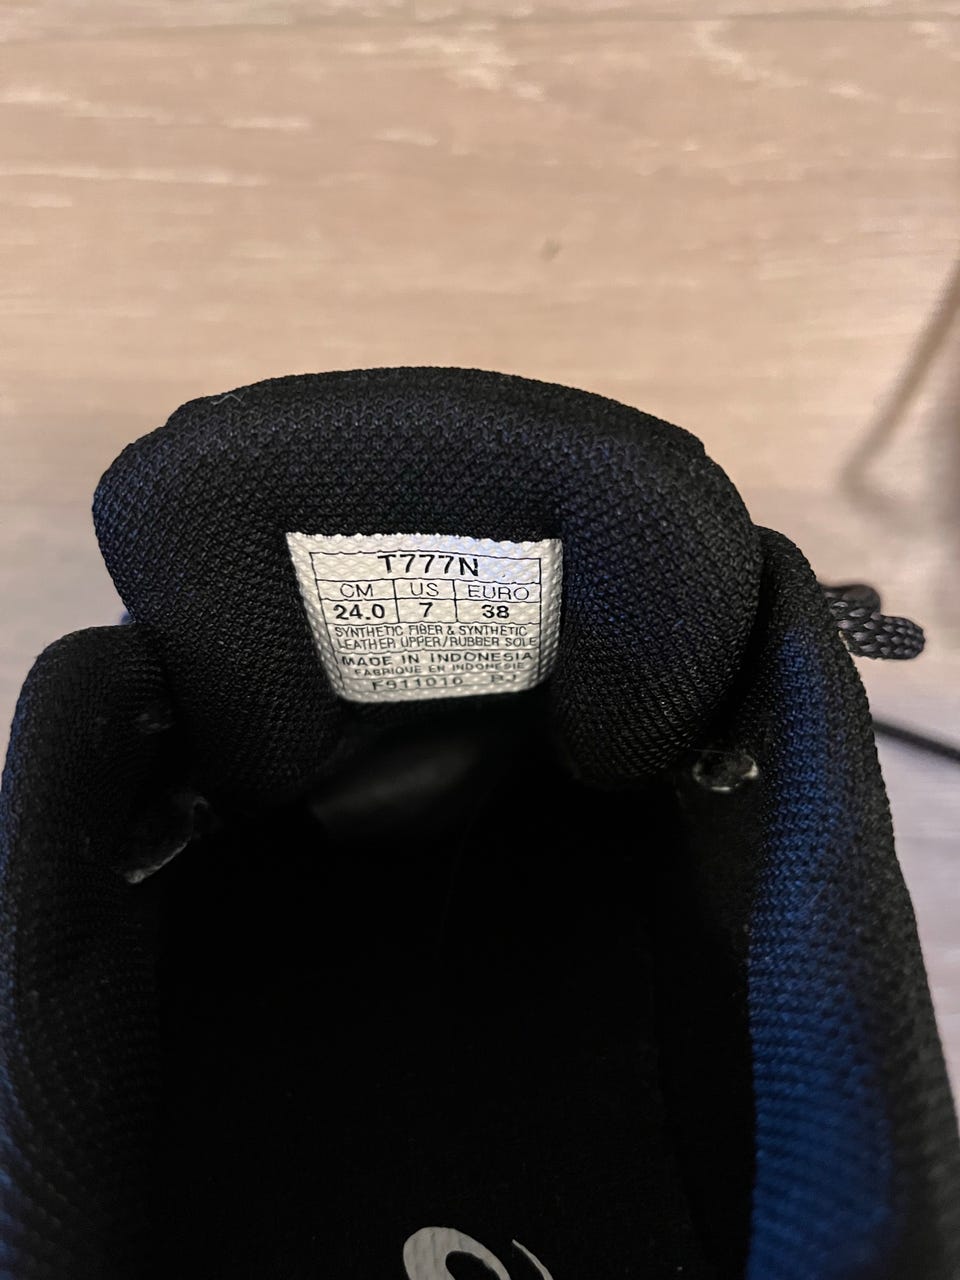 T777N
CM US EURO
24.0 7 38
SYNTHETIC FIBER & SYNTHETIC
LEATHER UPPER/RUBBER SOLE
MADE IN INDONESIA
FABRIQUE EN INDONESIE
F911010